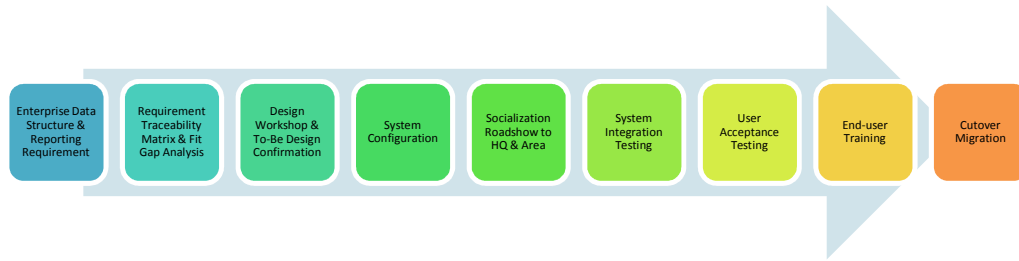 Enterprise Data
Structure &
Reporting
Requirement
Requirement
Traceability
Matrix & Fit
Gap Analysis
Design
Workshop &
To-Be Design
Confirmation
System
Configuration
Socialization
Roadshow to
HQ & Area
System
Integration
Testing
User
Acceptance
Testing
End-user
Training
Cutover
Migration